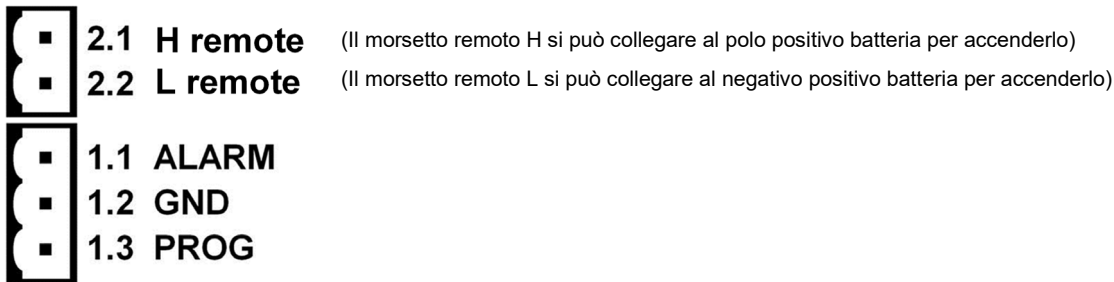 2.1 H remote (Il morsetto remoto H si può collegare al polo positivo batteria per accenderlo)
2.2 L remote (Il morsetto remoto L si può collegare al negativo positivo batteria per accenderlo)
1.1 ALARM
1.2 GND
1.3 PROG